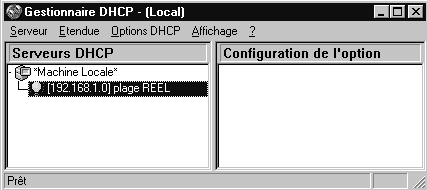 Gestionnaire DHCP - (Local)
Serveur Etendue Options DHCP Affichage ?
Serveurs DHCP
Configuration de l'option
*Machine Locale*
[192.168.1.0] plage REEL
Prêt